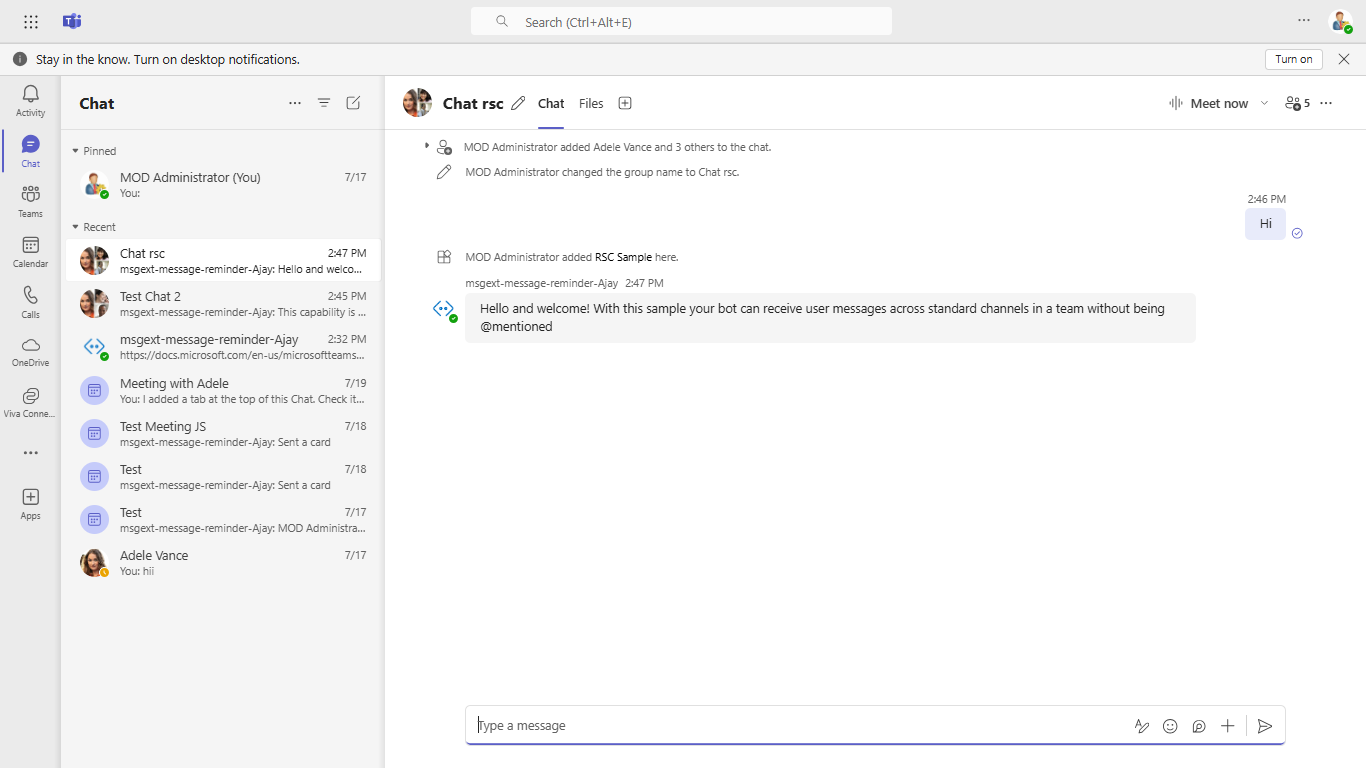 Search (Ctrl+Alt+E)
Stay in the know. Turn on desktop notifications.
Turn on
Activity
Chat
Teams
Calendar
Calls
OneDrive
Viva Conne...
Apps
Chat
Pinned
MOD Administrator (You) 7/17
You:
Recent
Chat rsc 2:47 PM
msgext-message-reminder-Ajay: Hello and welco...
Test Chat 2 2:45 PM
msgext-message-reminder-Ajay: This capability is ...
msgext-message-reminder-Ajay 2:32 PM
https://docs.microsoft.com/en-us/microsoftteams...
Meeting with Adele 7/19
You: I added a tab at the top of this Chat. Check it...
Test Meeting JS 7/18
msgext-message-reminder-Ajay: Sent a card
Test 7/18
msgext-message-reminder-Ajay: Sent a card
Test 7/17
msgext-message-reminder-Ajay: MOD Administra...
Adele Vance 7/17
You: hii
Chat rsc Chat Files Meet now 5
MOD Administrator added Adele Vance and 3 others to the chat.
MOD Administrator changed the group name to Chat rsc.
2:46 PM
Hi
MOD Administrator added RSC Sample here.
msgext-message-reminder-Ajay 2:47 PM
Hello and welcome! With this sample your bot can receive user messages across standard channels in a team without being
@mentioned
Type a message